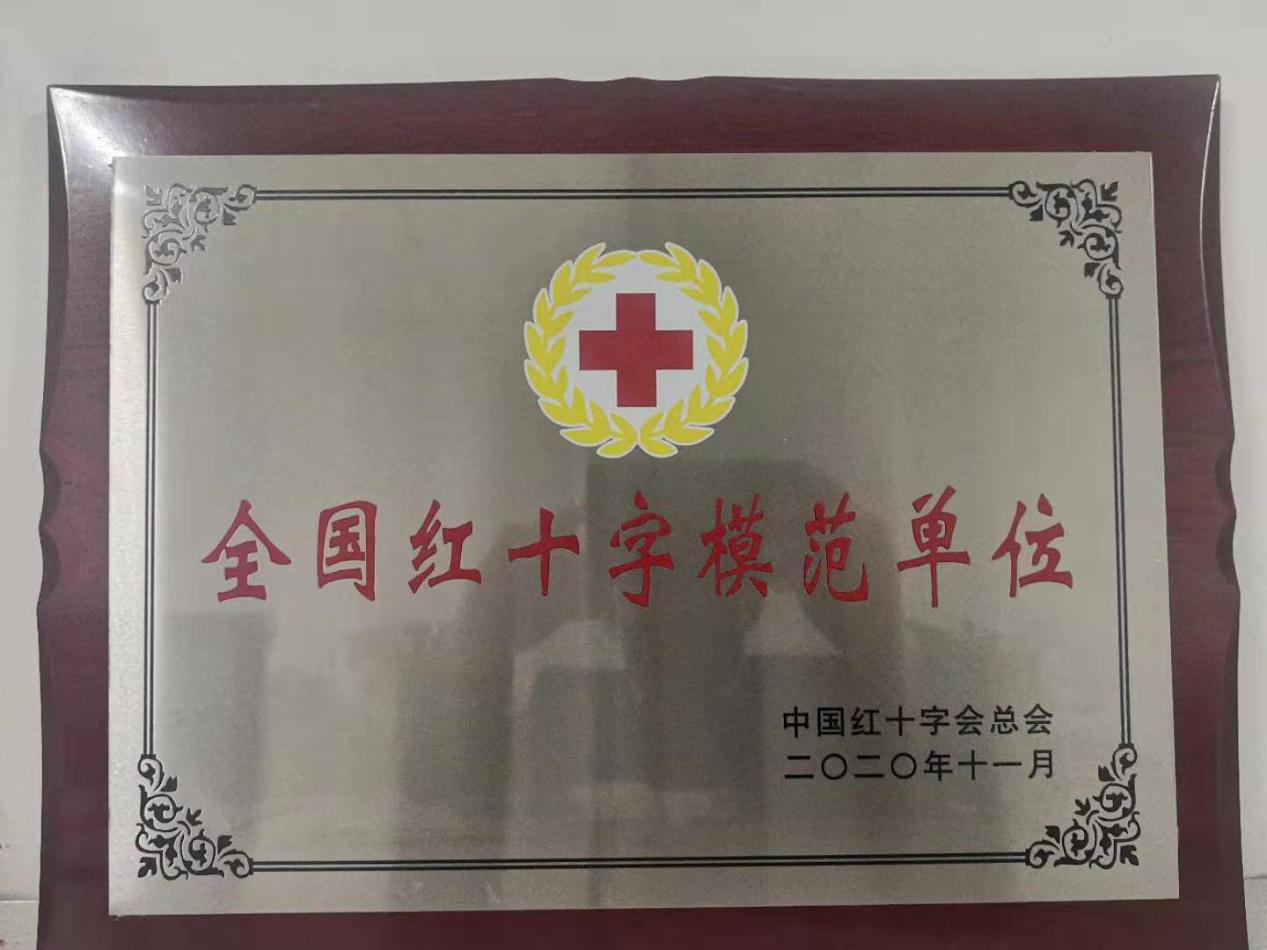 全国红十字模范单位
中国红十字会总会
二〇二〇年十一月